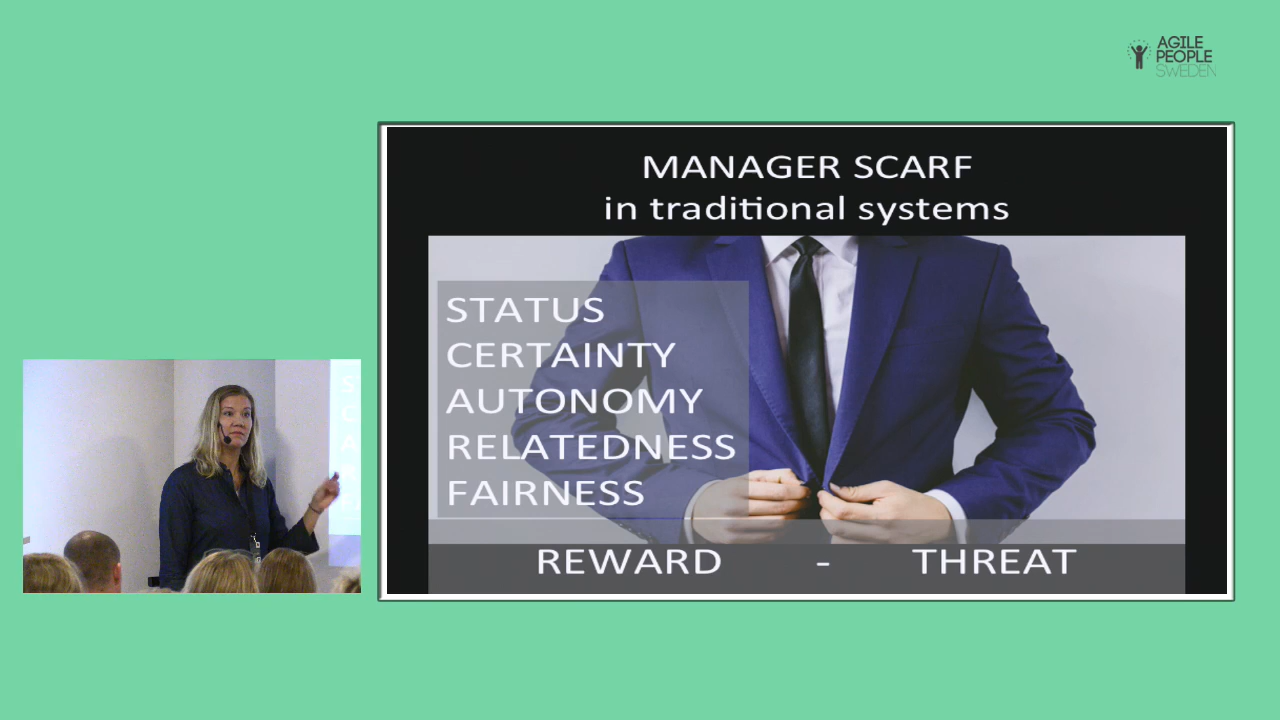 AGILE
PEOPLE
SWEDEN
MANAGER SCARF
in traditional systems
STATUS
CERTAINTY
AUTONOMY
RELATEDNESS
FAIRNESS
REWARD - THREAT